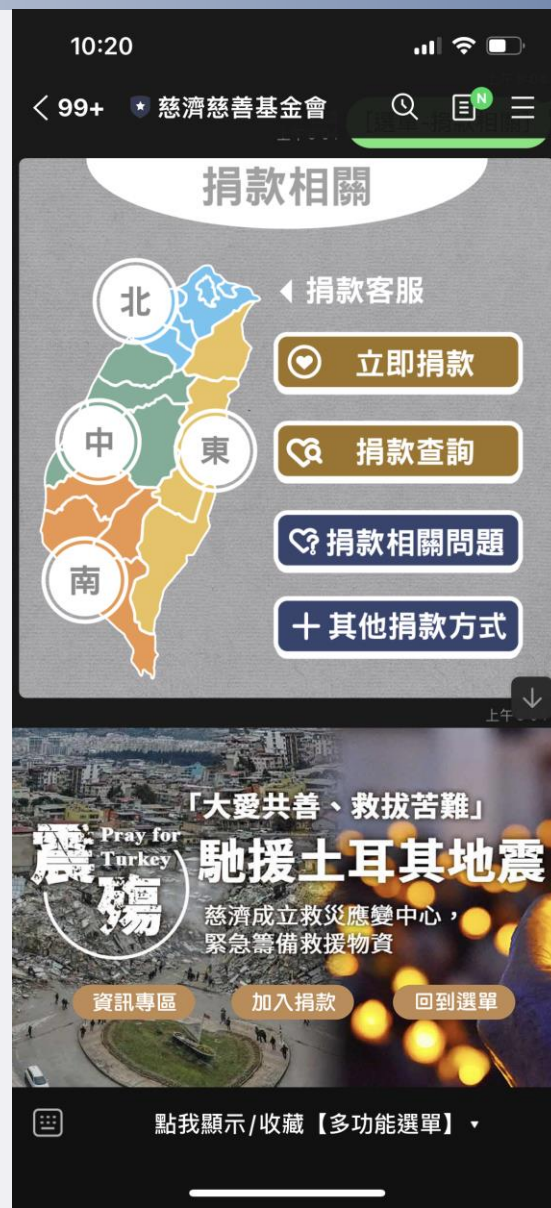 10:20
99+ 慈濟慈善基金會
N
捐款相關
北
捐款客服
立即捐款
中
東
捐款查詢
捐款相關問題
南
其他捐款方式
上午
「大愛共善、救拔苦難」
震殤
Pray for
Turkey
馳援土耳其地震
慈濟成立救災應變中心，
緊急籌備救援物資
資訊專區
加入捐款
回到選單
點我顯示/收藏【多功能選單】